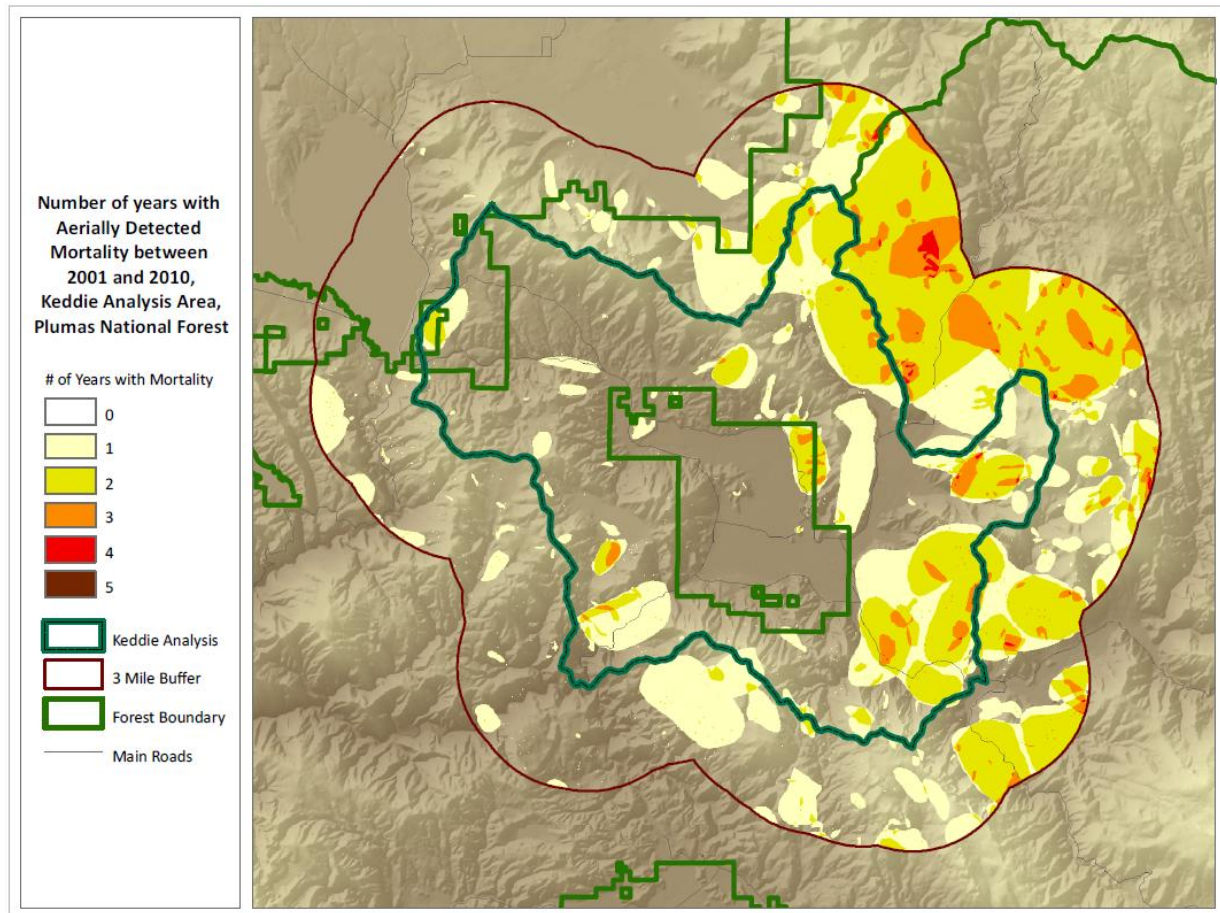 Number of years with
Aerially Detected
Mortality between
2001 and 2010,
Keddie Analysis Area,
Plumas National Forest
# of Years with Mortality
0
1
2
3
4
5
Keddie Analysis
3 Mile Buffer
Forest Boundary
Main Roads